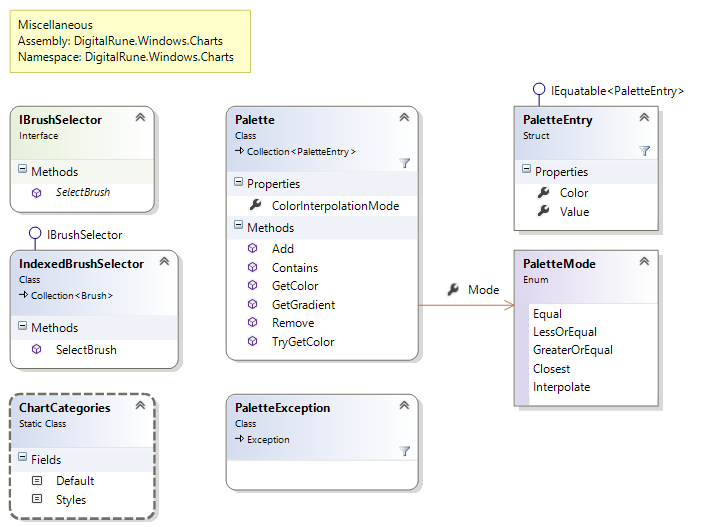 Miscellaneous
Assembly: DigitalRune.Windows.Charts
Namespace: DigitalRune.Windows.Charts
IBrushSelector
Interface
Methods
SelectBrush
IBrushSelector
IndexedBrushSelector
Class
Collection<Brush>
Methods
SelectBrush
ChartCategories
Static Class
Fields
Default
Styles
Palette
Class
Collection<PaletteEntry>
Properties
ColorInterpolationMode
Methods
Add
Contains
GetColor
GetGradient
Remove
TryGetColor
Mode
PaletteException
Class
Exception
IEquatable<PaletteEntry>
PaletteEntry
Struct
Properties
Color
Value
PaletteMode
Enum
Equal
LessOrEqual
GreaterOrEqual
Closest
Interpolate